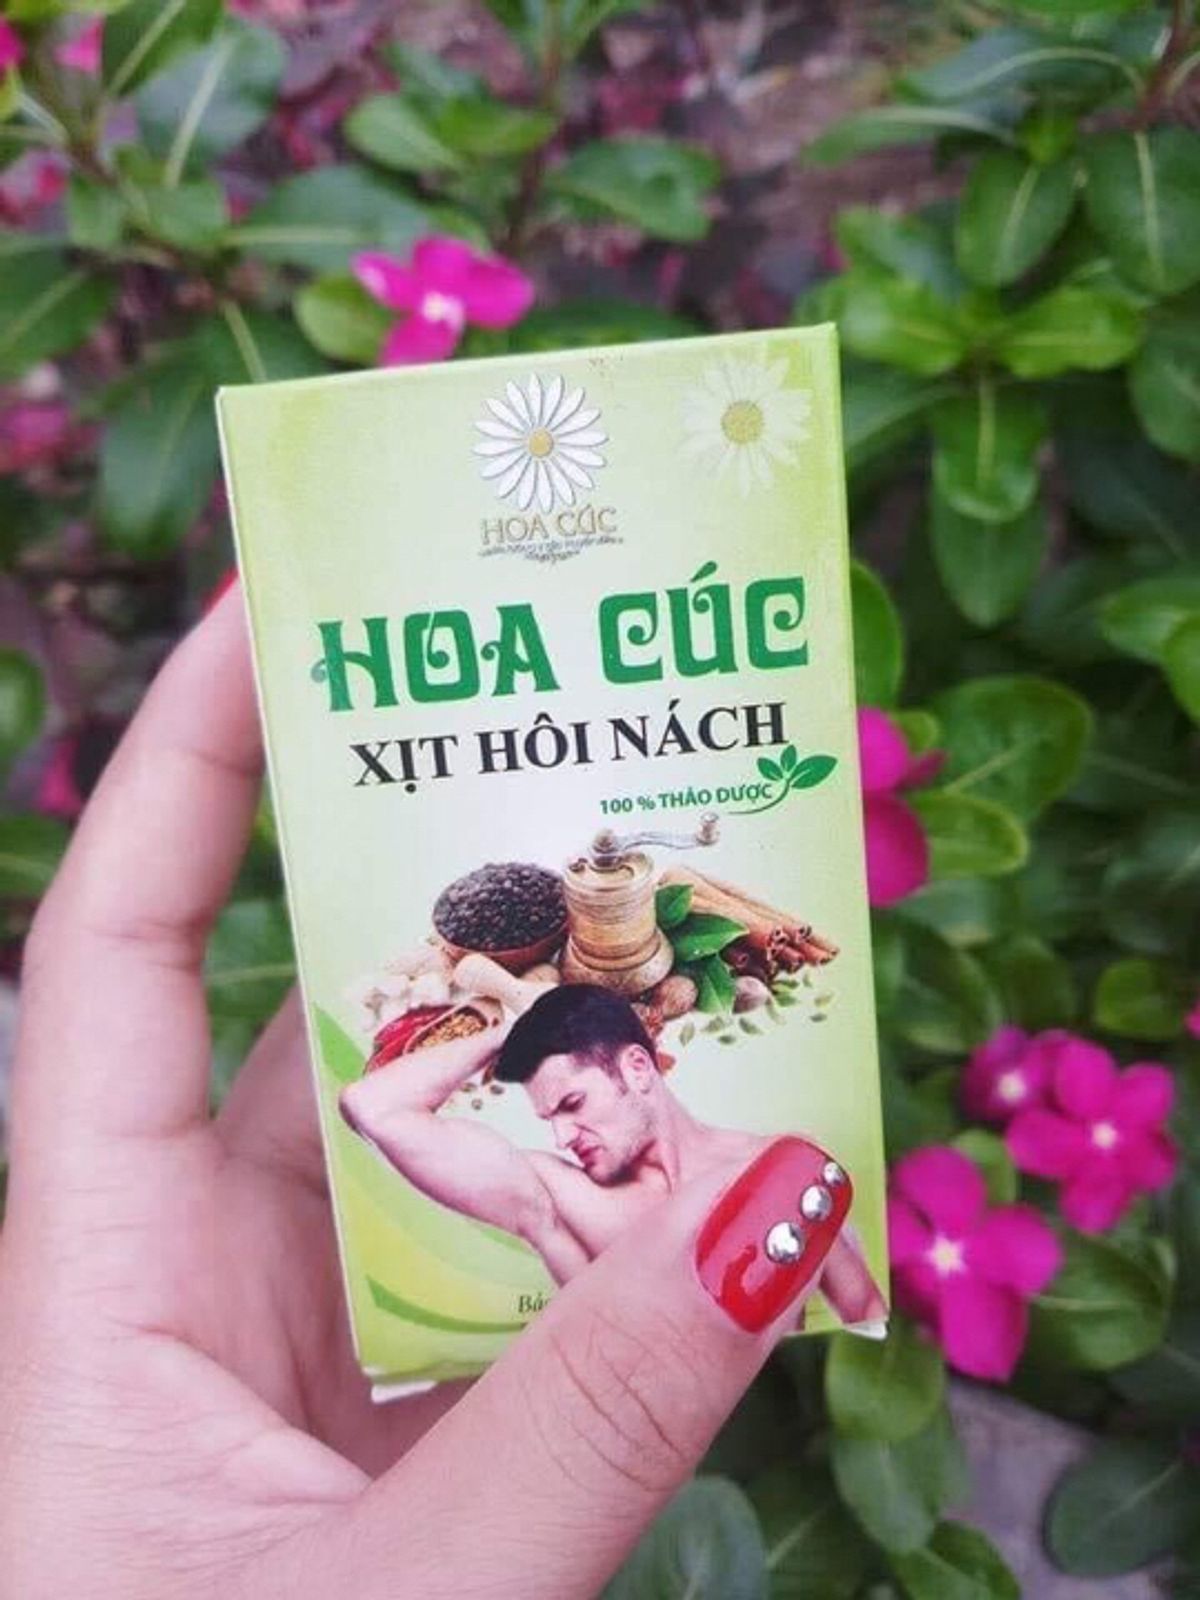 HOA CÚC
HOA CÚC
XỊT HÔI NÁCH
100 % THẢO DƯỢC